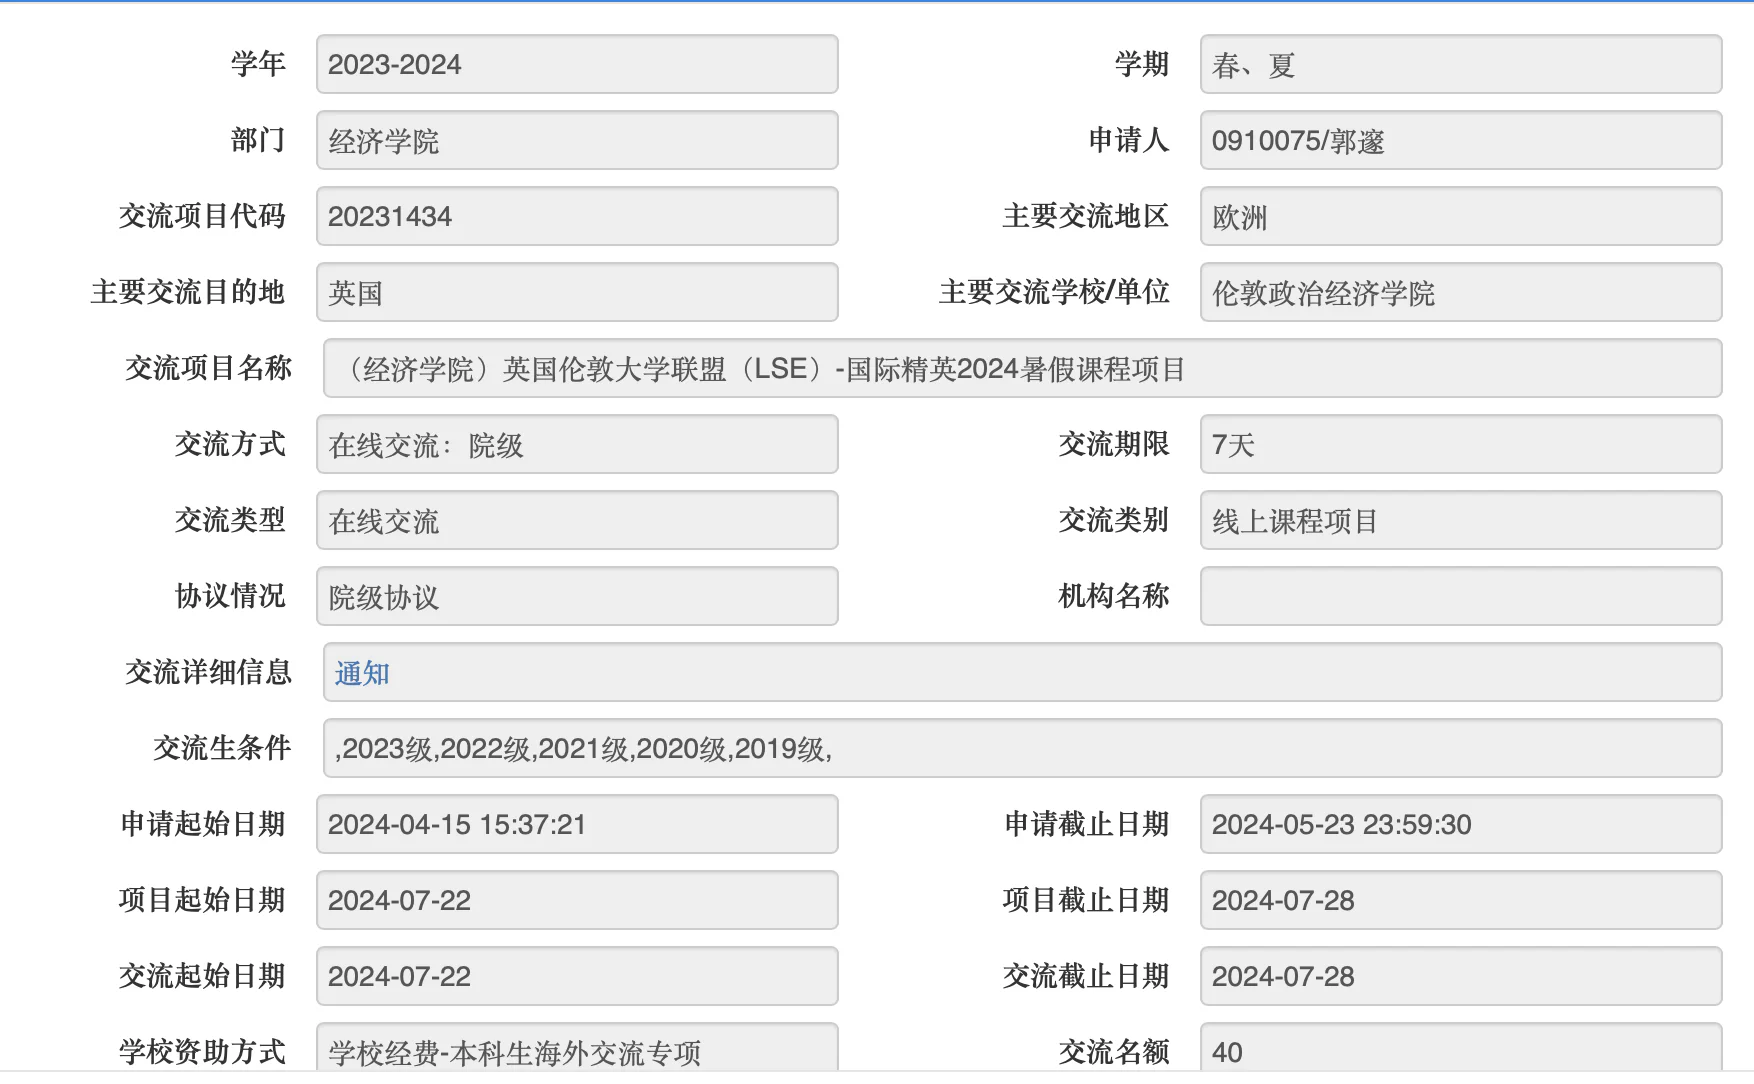 学年 2023-2024 学期 春、夏
部门 经济学院 申请人 0910075/郭邃
交流项目代码 20231434 主要交流地区 欧洲
主要交流目的地 英国 主要交流学校/单位 伦敦政治经济学院
交流项目名称 （经济学院）英国伦敦大学联盟（LSE）-国际精英2024暑假课程项目
交流方式 在线交流：院级 交流期限 7天
交流类型 在线交流 交流类别 线上课程项目
协议情况 院级协议 机构名称
交流详细信息 通知
交流生条件 ,2023级,2022级,2021级,2020级,2019级,
申请起始日期 2024-04-15 15:37:21 申请截止日期 2024-05-23 23:59:30
项目起始日期 2024-07-22 项目截止日期 2024-07-28
交流起始日期 2024-07-22 交流截止日期 2024-07-28
学校资助方式 学校经费-本科生海外交流专项 交流名额 40